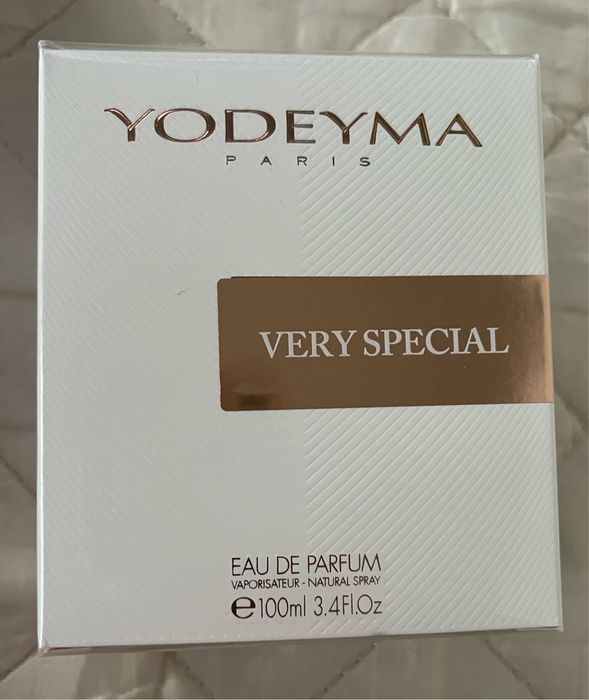 YODEYMA
PARIS
VERY SPECIAL
EAU DE PARFUM
VAPORISATEUR - NATURAL SPRAY
℮100ml 3.4Fl.Oz